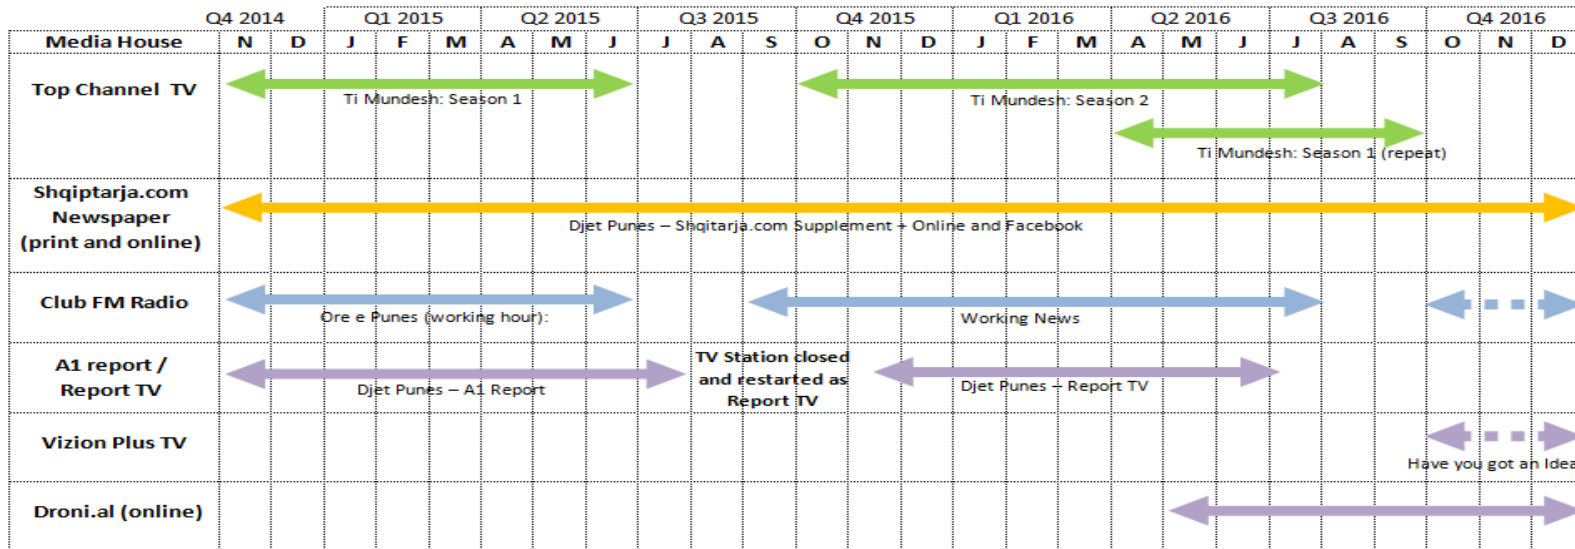 Q4 2014 Q1 2015 Q2 2015 Q3 2015 Q4 2015 Q1 2016 Q2 2016 Q3 2016 Q4 2016
Media House N D J F M A M J J A S O N D J F M A M J J A S O N D
Top Channel TV
Ti Mundesh: Season 1
Ti Mundesh: Season 2
Ti Mundesh: Season 1 (repeat)
Shqiptarja.com
Newspaper
(print and online)
Djet Punes – Shqitarja.com Supplement + Online and Facebook
Club FM Radio
Ore e Punes (working hour):
Working News
A1 report /
Report TV
Djet Punes – A1 Report
TV Station closed
and restarted as
Report TV
Djet Punes – Report TV
Vizion Plus TV
Have you got an Idea
Droni.al (online)